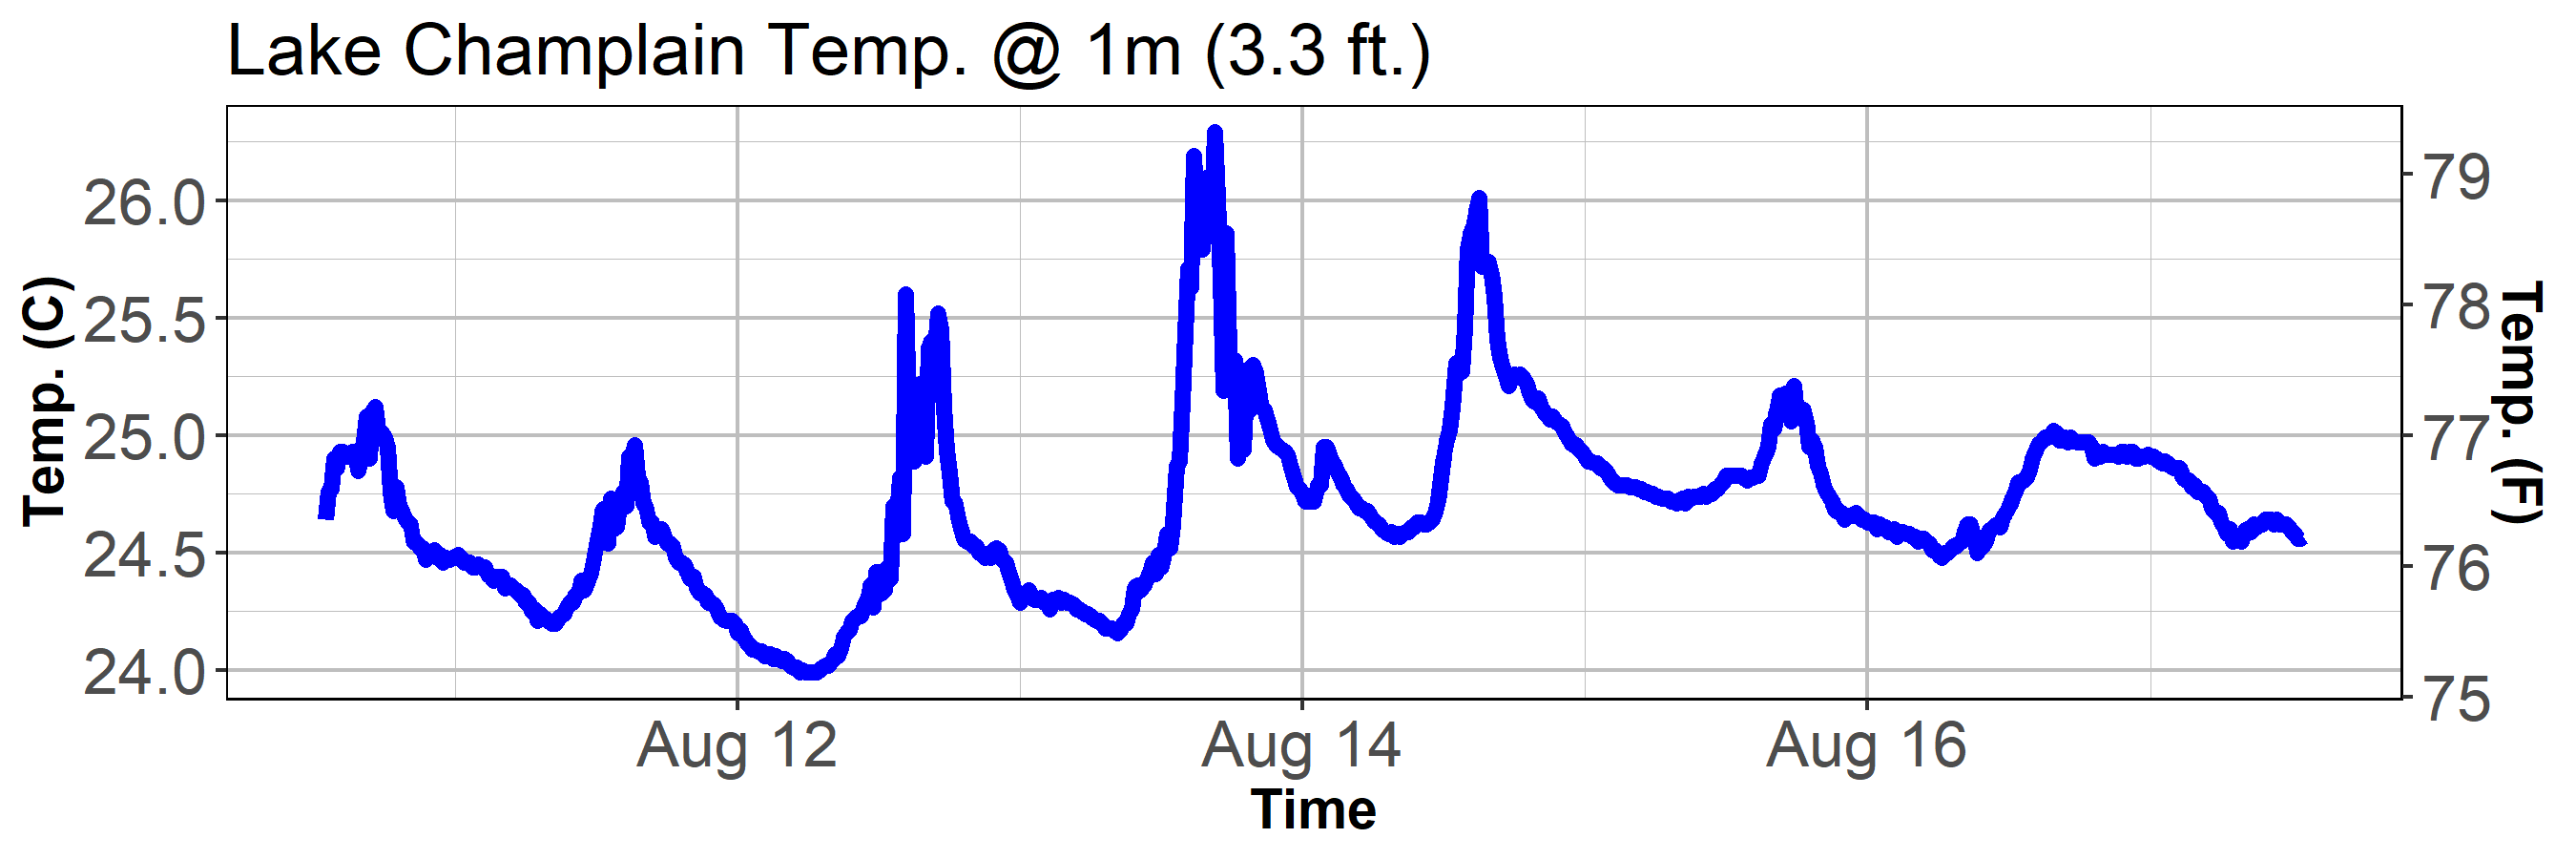 Lake Champlain Temp. @ 1m (3.3 ft.)
Temp. (C)
26.0
25.5
25.0
24.5
24.0
79
78
77
76
75
Temp. (F)
Aug 12
Aug 14
Aug 16
Time